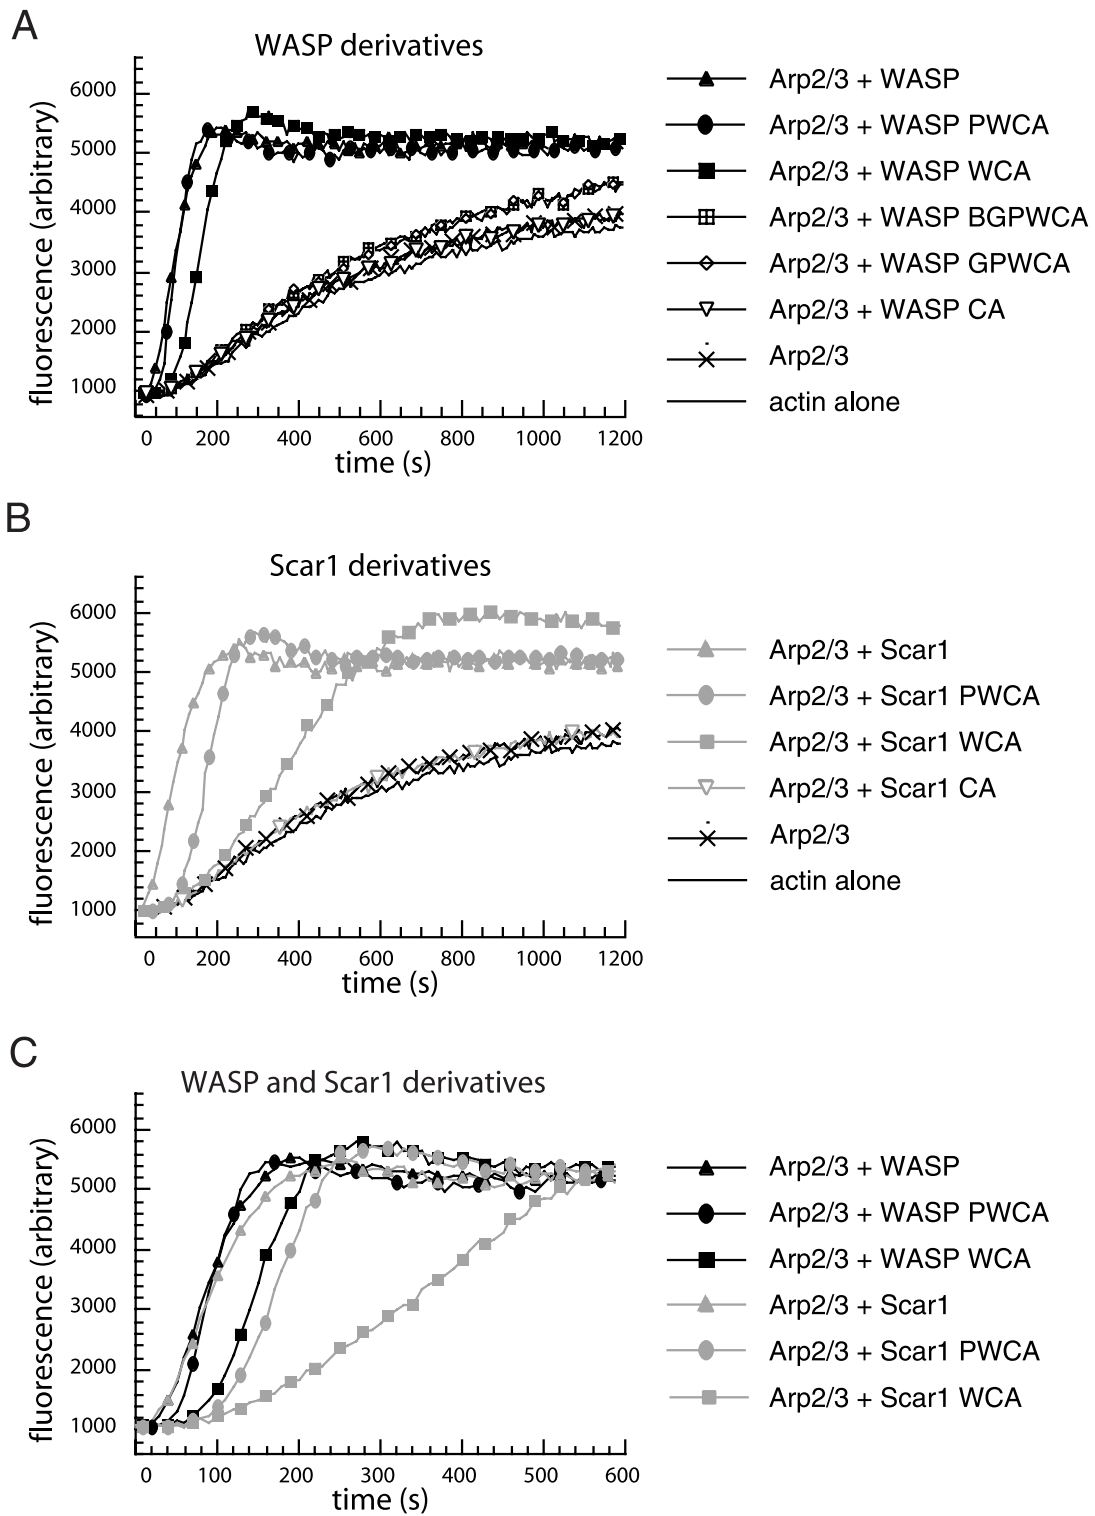 A
WASP derivatives
fluorescence (arbitrary)
6000
5000
4000
3000
2000
1000
0 200 400 600 800 1000 1200
time (s)
Arp2/3 + WASP
Arp2/3 + WASP PWCA
Arp2/3 + WASP WCA
Arp2/3 + WASP BGPWCA
Arp2/3 + WASP GPWCA
Arp2/3 + WASP CA
Arp2/3
actin alone
B
Scar1 derivatives
fluorescence (arbitrary)
6000
5000
4000
3000
2000
1000
0 200 400 600 800 1000 1200
time (s)
Arp2/3 + Scar1
Arp2/3 + Scar1 PWCA
Arp2/3 + Scar1 WCA
Arp2/3 + Scar1 CA
Arp2/3
actin alone
C
WASP and Scar1 derivatives
fluorescence (arbitrary)
6000
5000
4000
3000
2000
1000
0 100 200 300 400 500 600
time (s)
Arp2/3 + WASP
Arp2/3 + WASP PWCA
Arp2/3 + WASP WCA
Arp2/3 + Scar1
Arp2/3 + Scar1 PWCA
Arp2/3 + Scar1 WCA